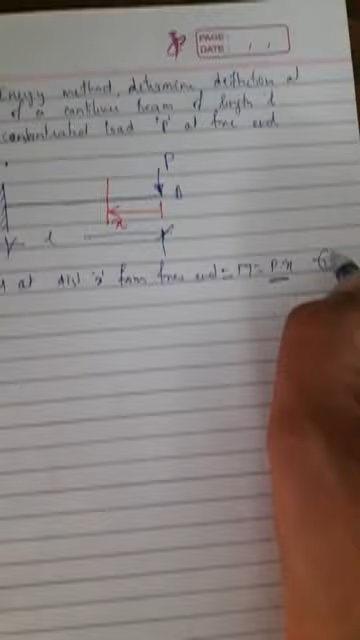 PAGE
DATE
Energy method, determine deflection at
of a cantilever beam of length l
concentrated load 'P' at free end
P
A
x
l
at dist 'x' from free end = M = P.x